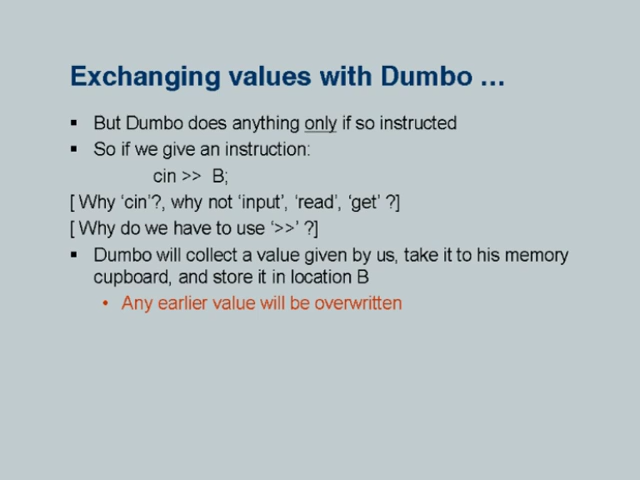 Exchanging values with Dumbo …
▪ But Dumbo does anything only if so instructed
▪ So if we give an instruction:
cin >> B;
[ Why ‘cin’?, why not ‘input’, ‘read’, ‘get’ ?]
[ Why do we have to use ‘>>’ ?]
▪ Dumbo will collect a value given by us, take it to his memory
cupboard, and store it in location B
• Any earlier value will be overwritten